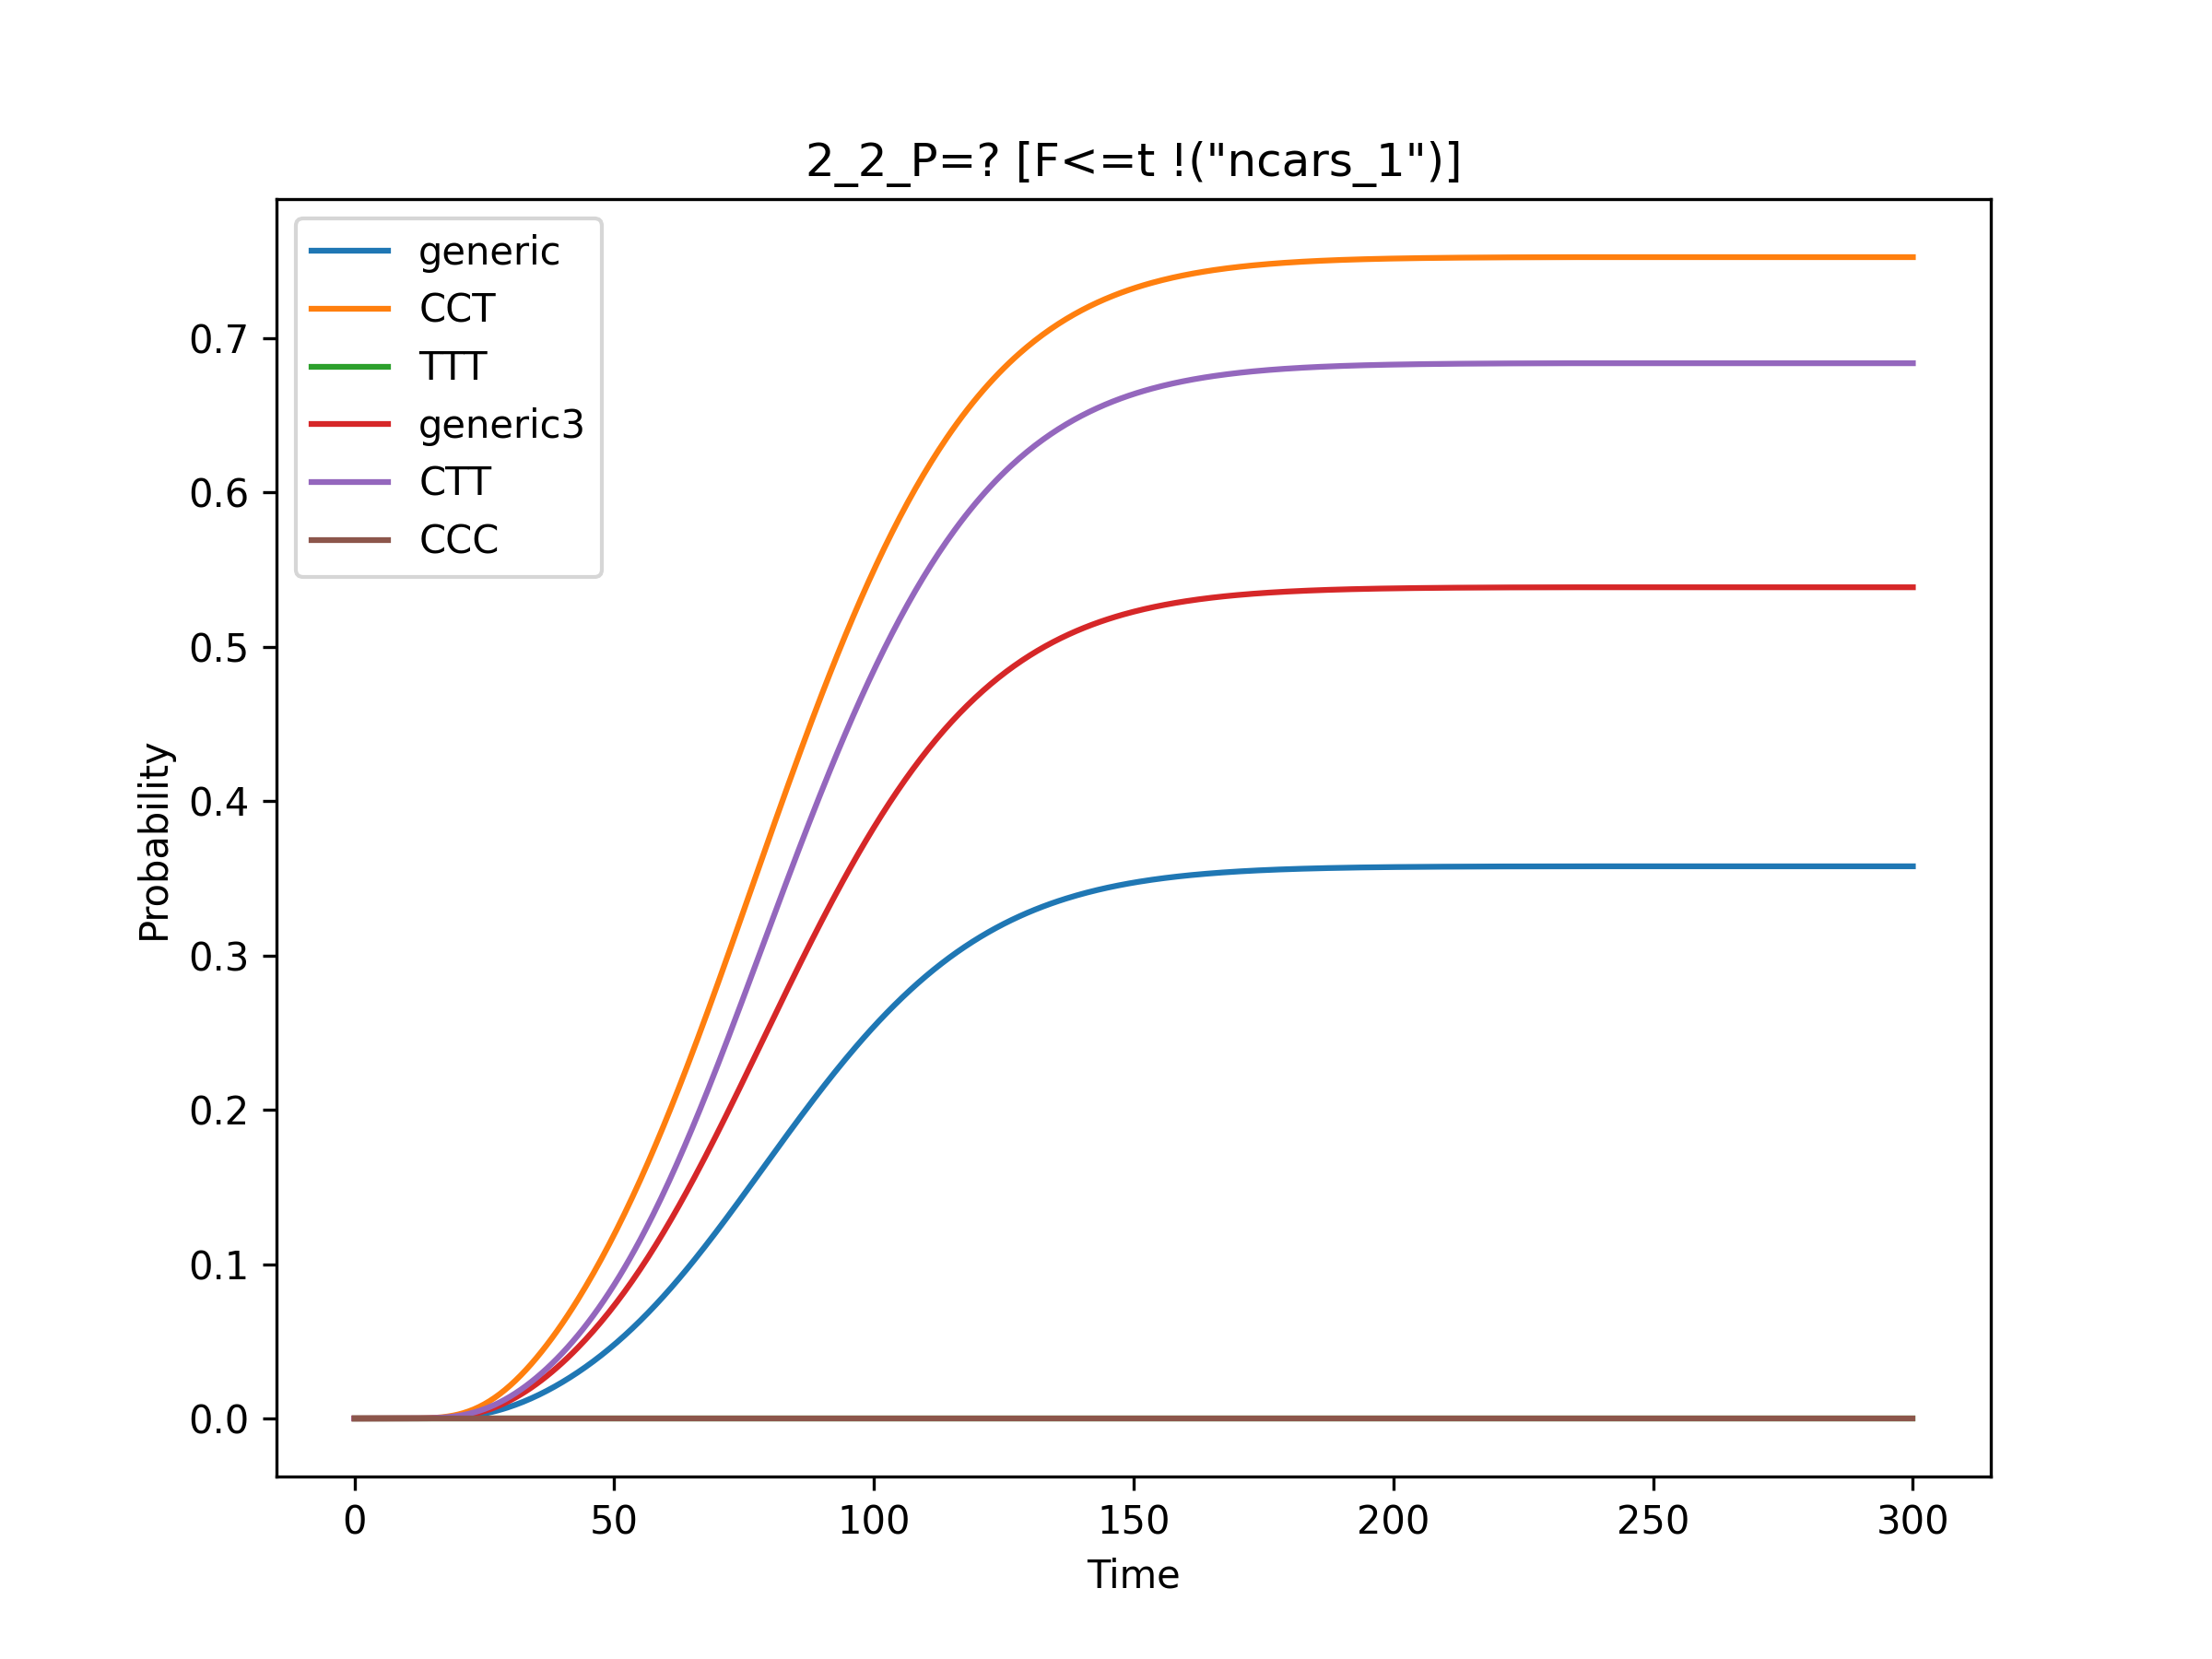 2_2_P=? [F<=t !("ncars_1")]
generic
CCT
TTT
generic3
CTT
CCC
Probability
0.7
0.6
0.5
0.4
0.3
0.2
0.1
0.0
0 50 100 150 200 250 300
Time